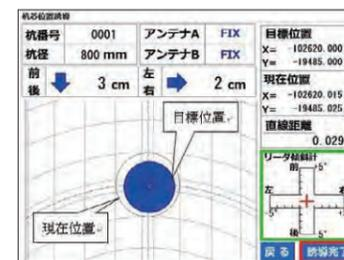 杭芯位置誘導
杭番号 0001 アンテナA FIX
杭径 800 mm アンテナB FIX
前後 3 cm 左右 2 cm
目標位置
X= -102620.000
Y= -19485.000
現在位置
X= -102620.015
Y= -19485.025
直線距離
0.029
リーダ傾斜計
前 +5°
左
-5°
後 -5°
戻る 誘導完了
目標位置
現在位置